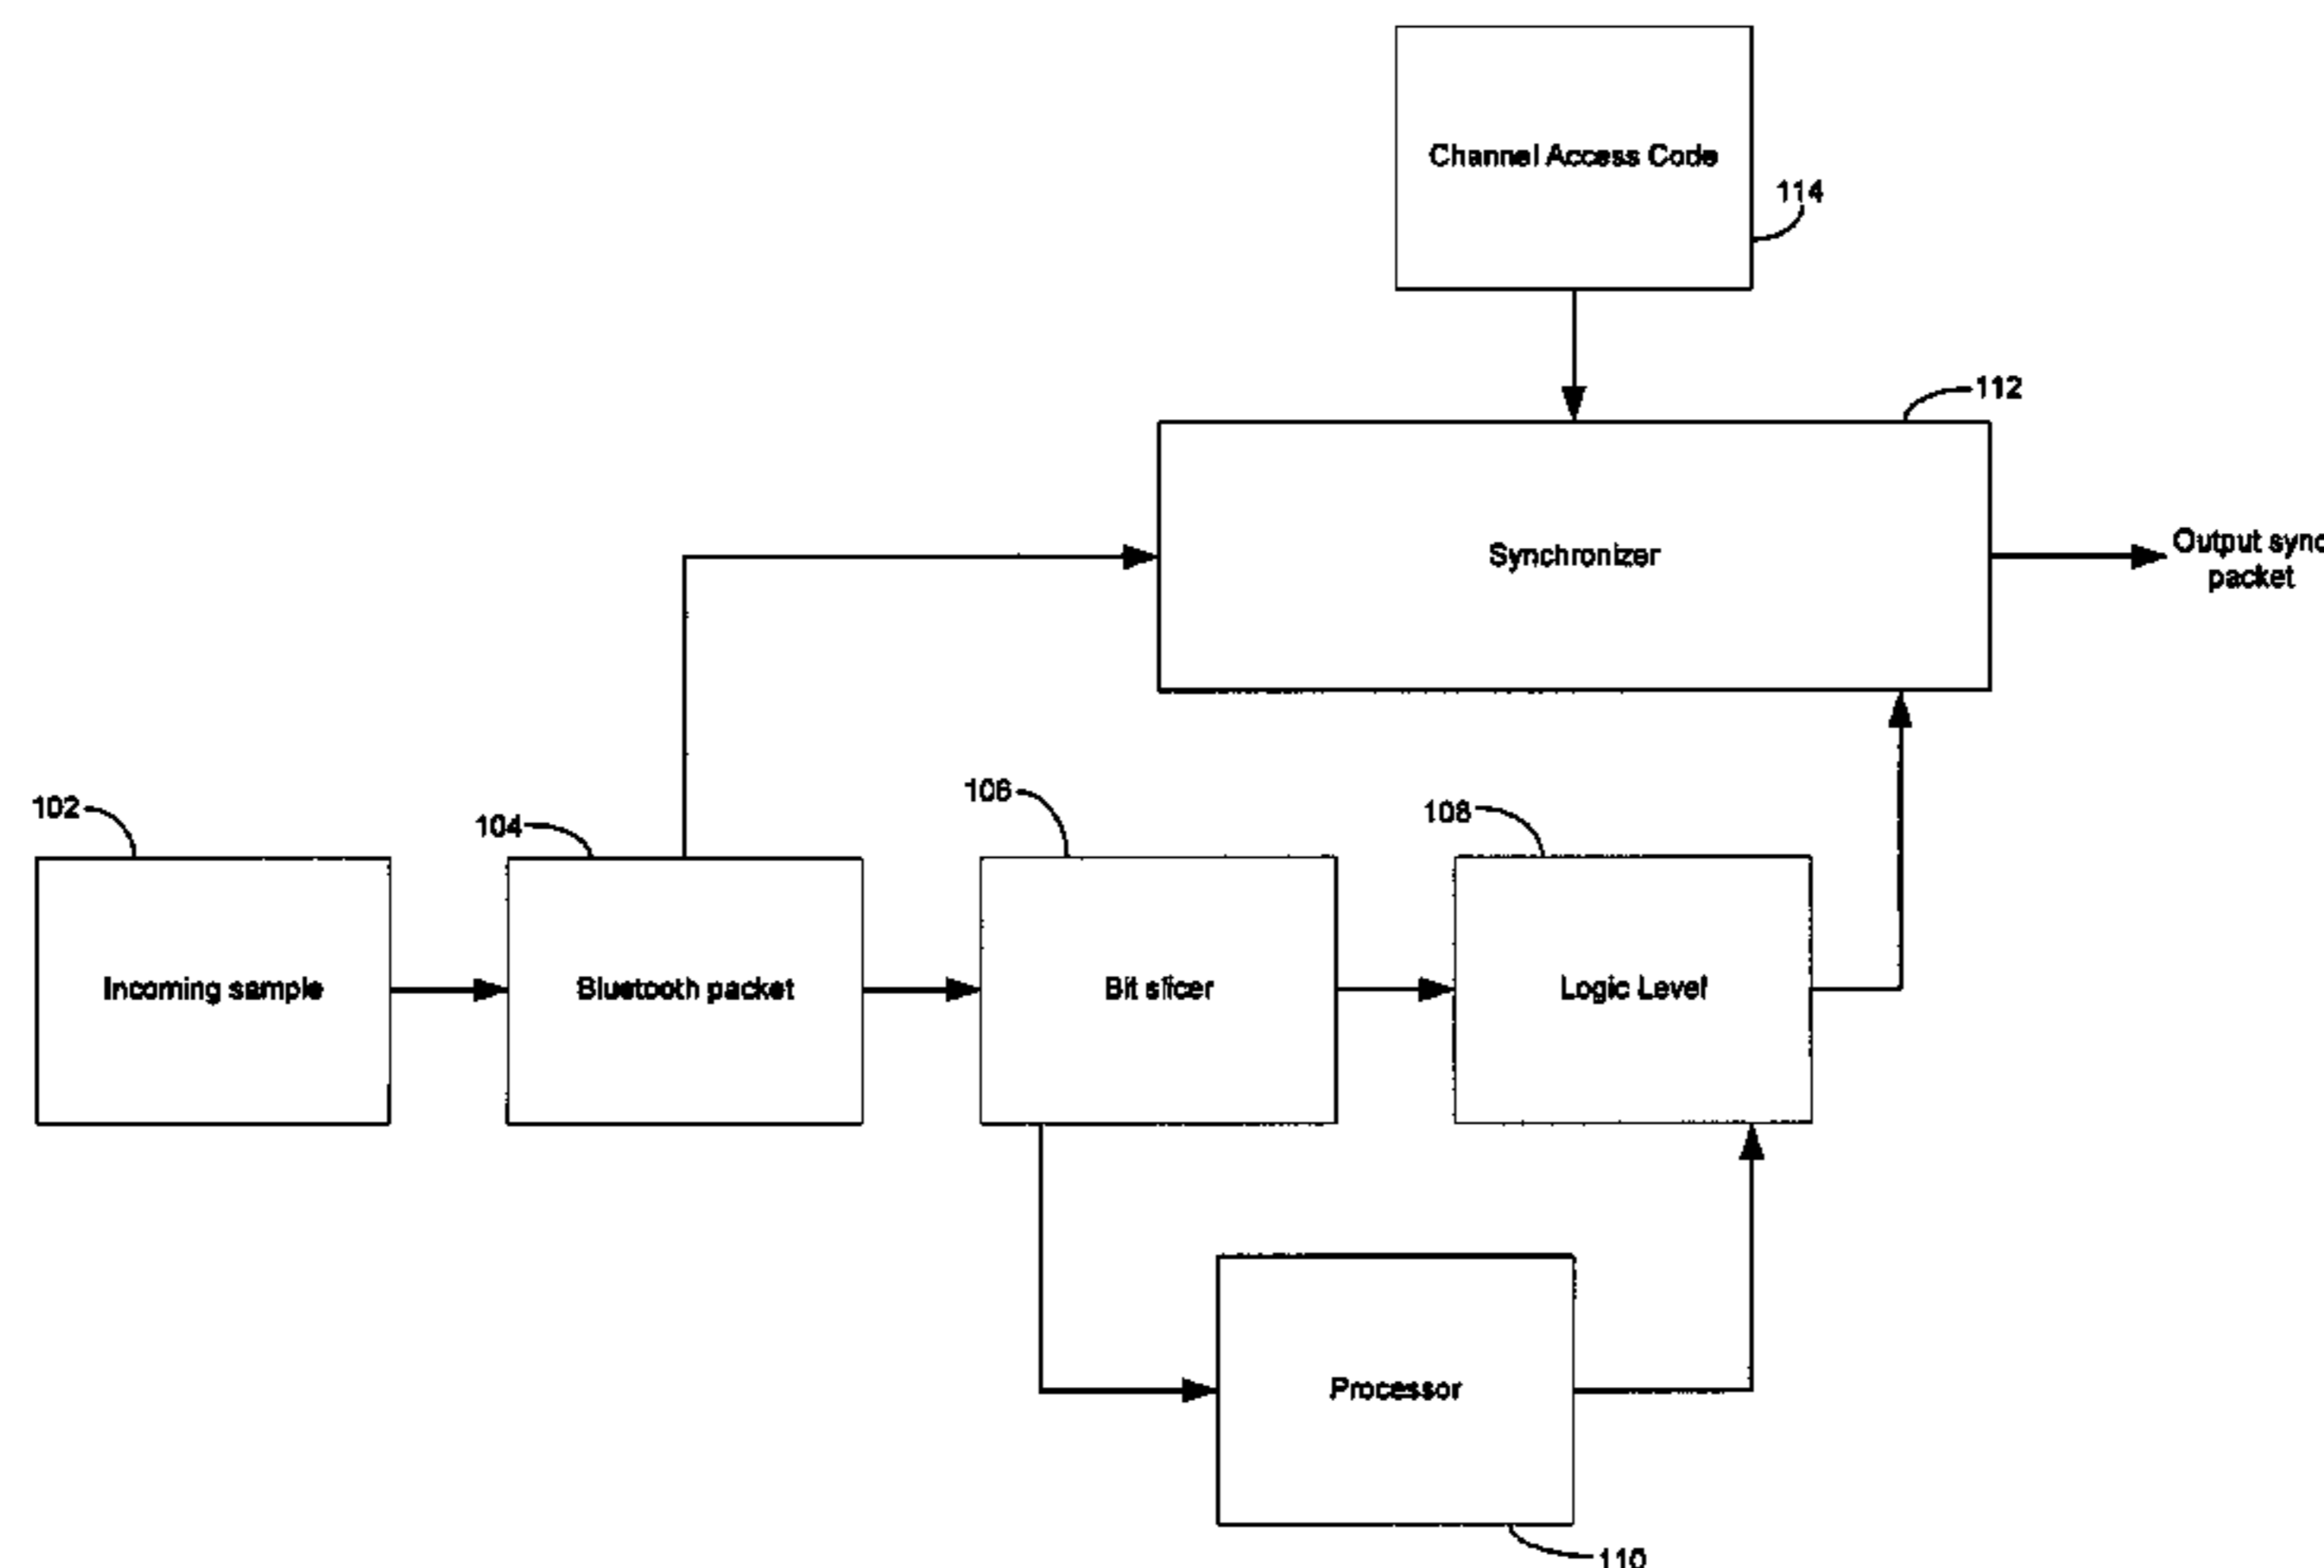 Channel Access Code
114
112
Synchronizer
Output sync
packet
102
104
106
108
Incoming sample
Bluetooth packet
Bit slicer
Logic Level
Processor
110